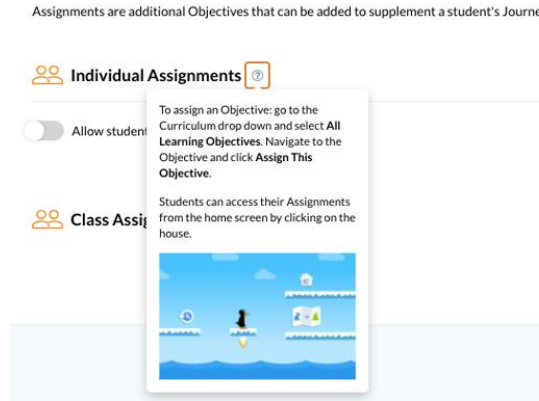 Assignments are additional Objectives that can be added to supplement a student's Journe
Individual Assignments ?
To assign an Objective: go to the
Curriculum drop down and select All
Learning Objectives. Navigate to the
Objective and click Assign This
Objective.
Students can access their Assignments
from the home screen by clicking on the
house.
Allow student
Class Assig